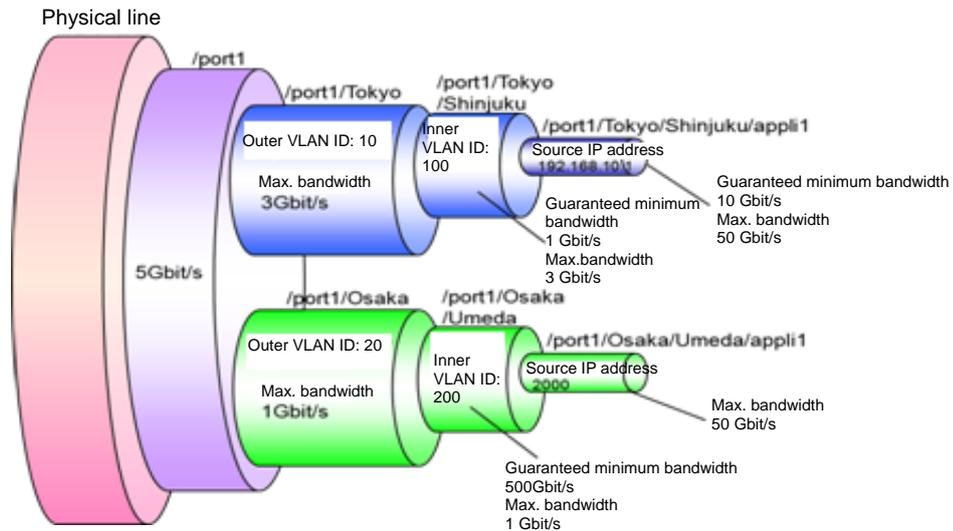 Physical line
/port1
5Gbit/s
/port1/Tokyo
Outer VLAN ID: 10
Max. bandwidth
3Gbit/s
/port1/Tokyo
/Shinjuku
Inner
VLAN ID:
100
Guaranteed minimum
bandwidth
1 Gbit/s
Max.bandwidth
3 Gbit/s
/port1/Tokyo/Shinjuku/appli1
Source IP address
Guaranteed minimum bandwidth
10 Gbit/s
Max. bandwidth
50 Gbit/s
/port1/Osaka
Outer VLAN ID: 20
Max. bandwidth
1Gbit/s
/port1/Osaka
/Umeda
Inner
VLAN ID:
200
Guaranteed minimum bandwidth
500Gbit/s
Max. bandwidth
1 Gbit/s
/port1/Osaka/Umeda/appli1
Source IP address
2000
Max. bandwidth
50 Gbit/s